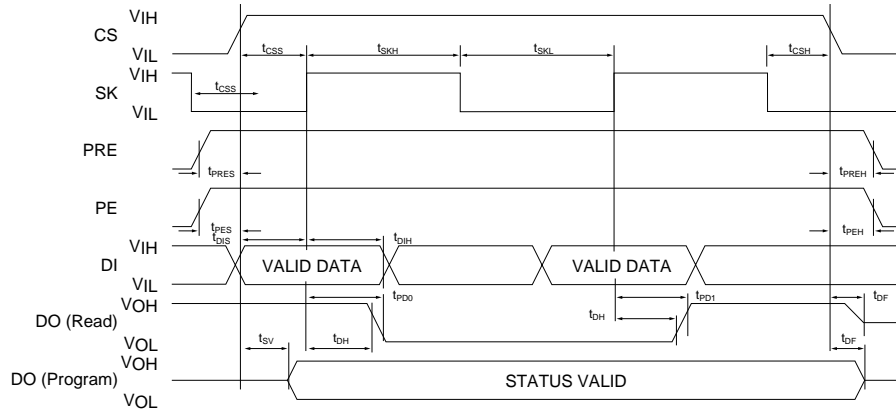 VIH
CS
VIL
tCSS tSKH tSKL tCSH
VIH
SK
tCSS
VIL
PRE
tPRES tPREH
PE
tPES tPEH
tDIS tDIH
VIH
DI VALID DATA VALID DATA
VIL
VOH
tPD0 tPD1 tDF
DO (Read)
tDH
VOL
tSV tDH tDF
VOH
DO (Program) STATUS VALID
VOL